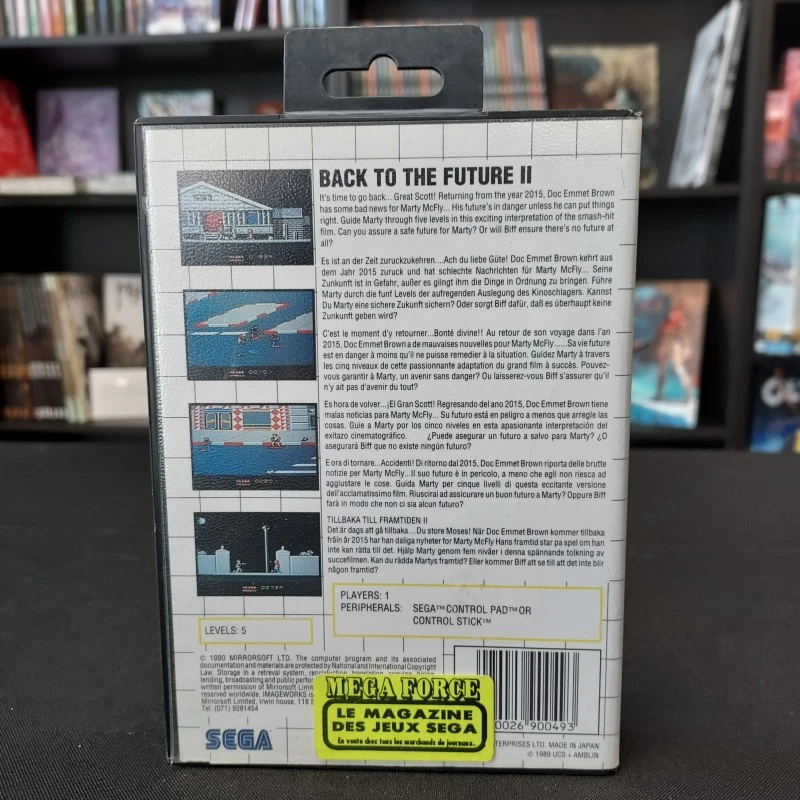 BACK TO THE FUTURE II
It's time to go back... Great Scott! Returning from the year 2015, Doc Emmet Brown
has some bad news for Marty McFly... His future's in danger unless he can put things
right. Guide Marty through five levels in this exciting interpretation of the smash-hit
film. Can you assure a safe future for Marty? Or will Biff ensure there's no future at
all?
Es ist an der Zeit zuruckzukehren....Ach du liebe Güte! Doc Emmet Brown kehrt aus
dem Jahr 2015 zuruck und hat schlechte Nachrichten für Marty McFly... Seine
Zunkunft ist in Gefahr, außer es gilngt ihm die Dinge in Ordnung zu bringen. Führe
Marty durch die funf Levels der aufregenden Auslegung des Kinoschlagers. Kannst
Du Marty eine sichere Zukunft sichern? Oder sorgt Biff dafür, daß es überhaupt keine
Zunkunft geben wird?
C'est le moment d'y retourner...Bonté divine!! Au retour de son voyage dans l'an
2015, Doc Emmet Brown a de mauvaises nouvelles pour Marty McFly......Sa vie future
est en danger à moins qu'il ne puisse remedier à la situation. Guidez Marty à travers
les cinq niveaux de cette passionnante adaptation du grand film à succès. Pouvez-
vous garantir à Marty, un avenir sans danger? Ou laisserez-vous Biff s'assurer qu'il
n'y ait pas d'avenir du tout?
Es hora de volver...¡El Gran Scott! Regresando del ano 2015, Doc Emmet Brown tiene
malas noticias para Marty McFly... Su futuro está en peligro a menos que arregle las
cosas. Guie a Marty por los cinco niveles en esta apasionante interpretación del
exitazo cinematográfico. ¿Puede asegurar un futuro a salvo para Marty? ¿O
asegurará Biff que no existe ningún futuro?
E ora di tornare...Accidenti! Di ritorno dal 2015, Doc Emmet Brown riporta delle brutte
notizie per Marty McFly...Il suo futuro è in pericolo, a meno che egli non riesca ad
aggiustare le cose. Guida Marty per cinque livelli di questa eccitante versione
dell'acclamatissimo film. Riuscirai ad assicurare un buon futuro a Marty? Oppure Biff
farà in modo che non ci sia alcun futuro?
TILLBAKA TILL FRAMTIDEN II
Det är dags att gå tillbaka....Du store Moses! När Doc Emmet Brown kommer tillbaka
från år 2015 har han daliga nyheter for Marty McFly Hans framtid star pa spel om han
inte kan rätta till det. Hjälp Marty genom fem nivåer i denna spännande tolkning av
succefilmen. Kan du rädda Martys framtid? Eller kommer Biff att se till att det inte blir
någon framtid?
PLAYERS: 1
PERIPHERALS: SEGA™ CONTROL PAD™ OR
CONTROL STICK™
LEVELS: 5
© 1990 MIRRORSOFT LTD. The computer program and its associated
documentation and materials are protected by National and International Copyright
Law. Storage in a retreval system, reproduction, translation,
lending, broadcasting and public perfor
written permission of Mirrorsoft Limi
reserved worldwide. IMAGEWORKS is
Mirrorsoft Limited, Irwin house, 118 S
Tel: (071) 9281454
0026 900493
SEGA
MEGA FORCE
LE MAGAZINE
DES JEUX SEGA
En vente chez tous les marchands de journaux.
ERPRISES LTD. MADE IN JAPAN
© 1989 UCS + AMBLIN